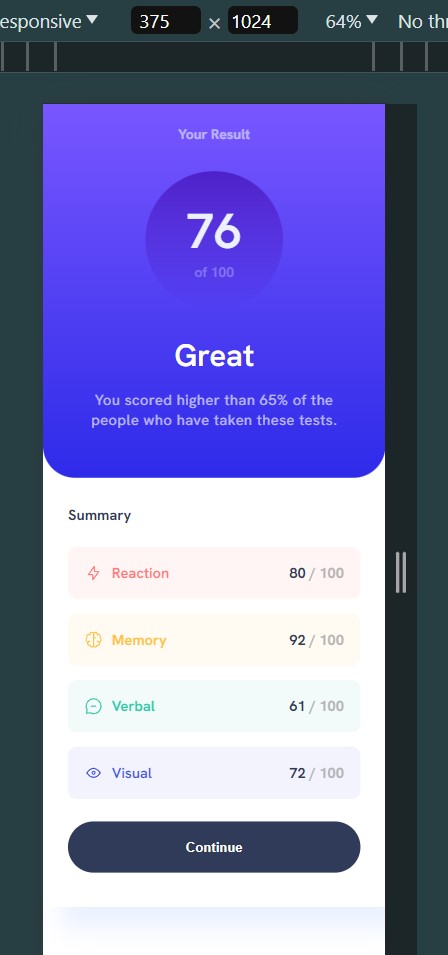 esponsive ▼ 375 × 1024 64% ▼ No thr
Your Result
76
of 100
Great
You scored higher than 65% of the
people who have taken these tests.
Summary
Reaction 80 / 100
Memory 92 / 100
Verbal 61 / 100
Visual 72 / 100
Continue